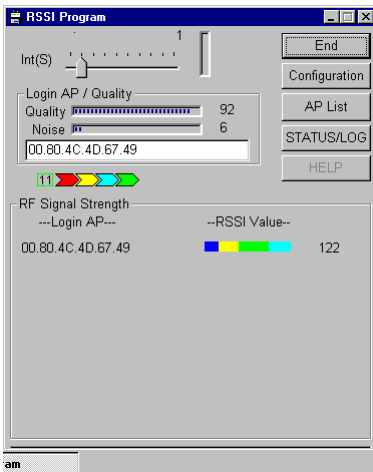 RSSI Program
1
Int(S)
End
Configuration
AP List
STATUS/LOG
HELP
Login AP / Quality
Quality 92
Noise 6
00.80.4C.4D.67.49
11
RF Signal Strength
---Login AP--- --RSSI Value--
00.80.4C.4D.67.49 122
am